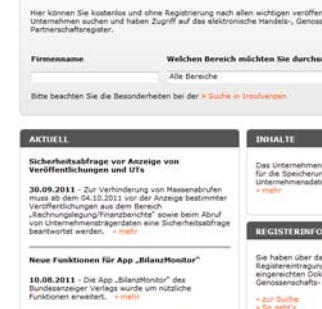 Hier können Sie kostenlos und ohne Registrierung nach allen wichtigen
Unternehmen suchen und haben Zugriff auf das elektronische Handels-,
Partnerschaftsregister.
Firmenname
Welchen Bereich möchten Sie
Alle Bereiche
Bitte beachten Sie die Besonderheiten bei der » Suche in Insolvenzen
AKTUELL
Sicherheitsabfrage vor Anzeige von
Veröffentlichungen und UTs
30.09.2011 - Zur Verhinderung von Massenabrufen
muss ab dem 04.10.2011 vor der Anzeige bestimmter
Veröffentlichungen aus dem Bereich
„Rechnungslegung/Finanzberichte" sowie beim Abruf
von Unternehmensträgerdaten eine Sicherheitsabfrage
beantwortet werden. » mehr
Neue Funktionen für App „BilanzMonitor"
10.08.2011 - Die App „BilanzMonitor" des
Bundesanzeiger Verlags wurde um nützliche
Funktionen erweitert. » mehr
INHALTE
Das Unternehmen
für die Speicheru
Unternehmensdat
» mehr
REGISTERINFO
Sie haben über da
Registereintragun
eingereichten Dok
Genossenschafts-
» zur Suche
» So geht's